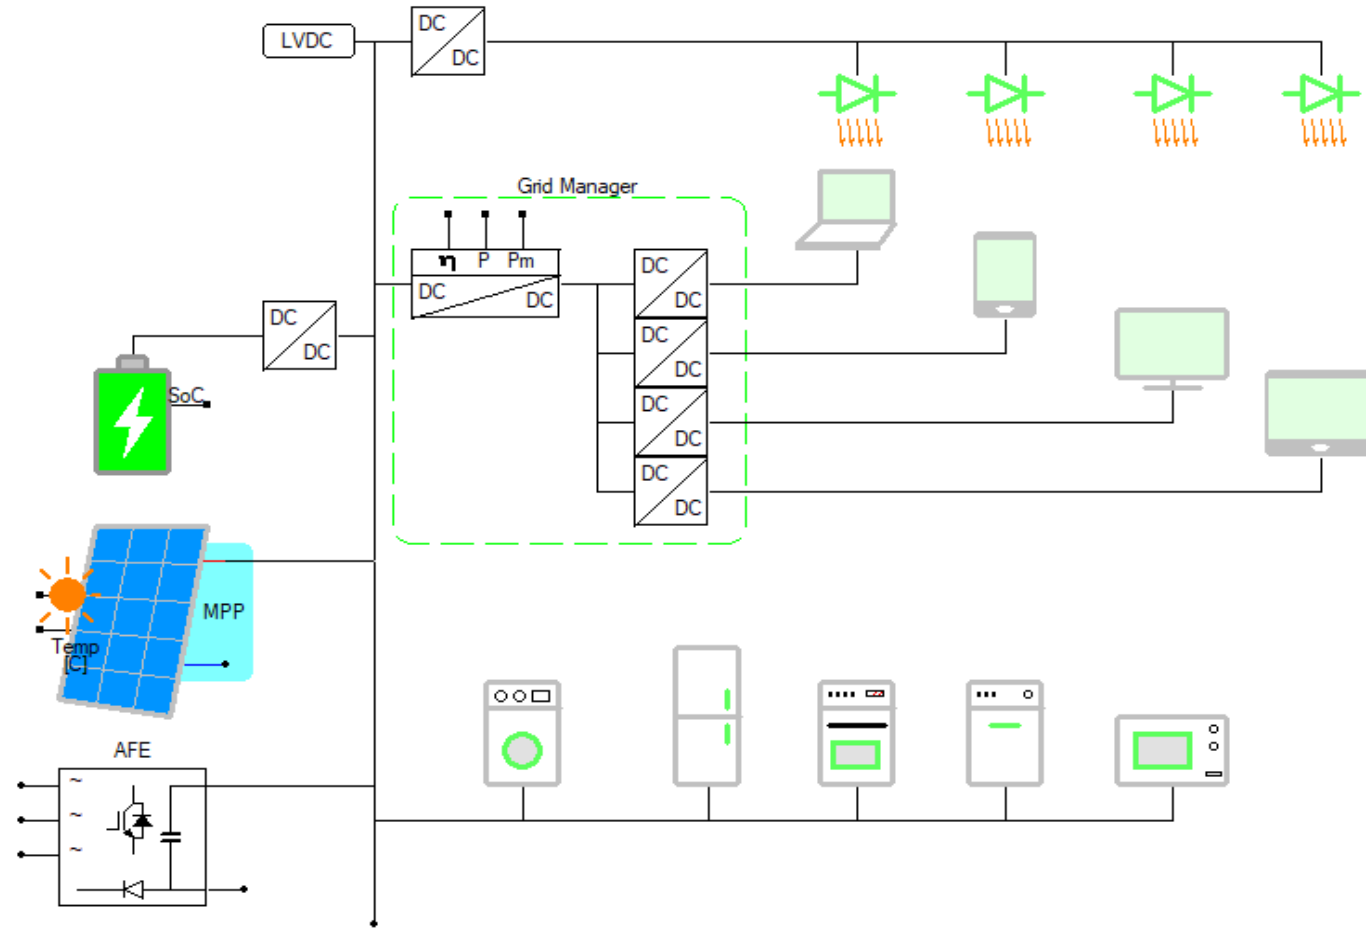 LVDC
DC
DC
Grid Manager
η P Pm
DC
DC
DC
DC
DC
DC
DC
DC
DC
DC
DC
DC
SoC
MPP
Temp
[C]
AFE
~
~
~